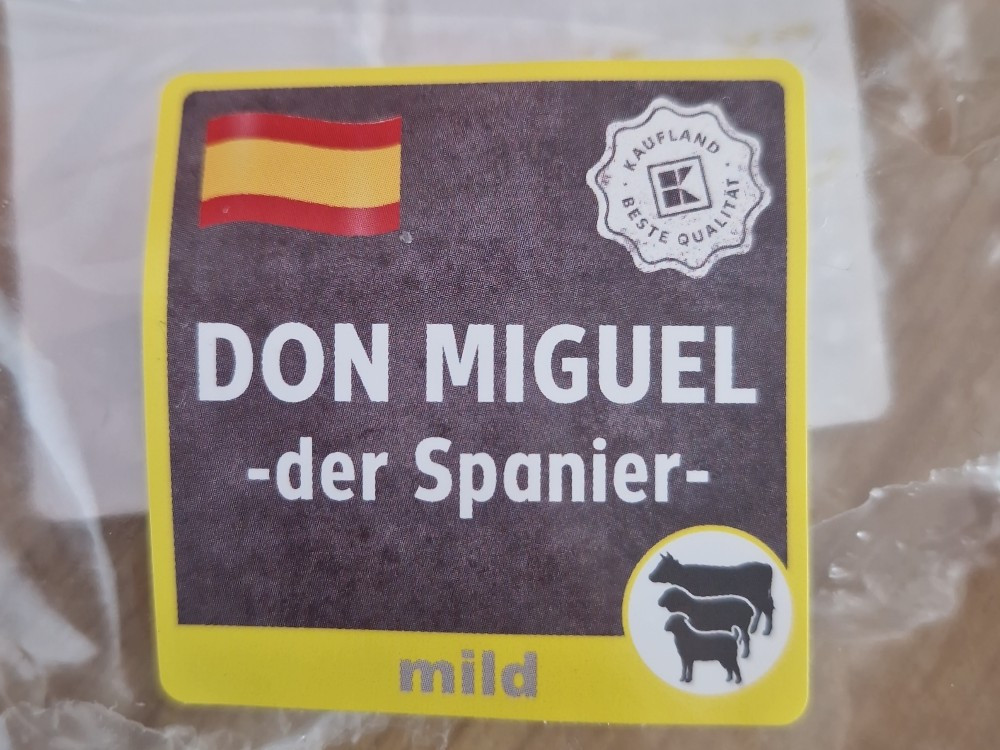 KAUFLAND
BESTE QUALITÄT
DON MIGUEL
-der Spanier-
mild